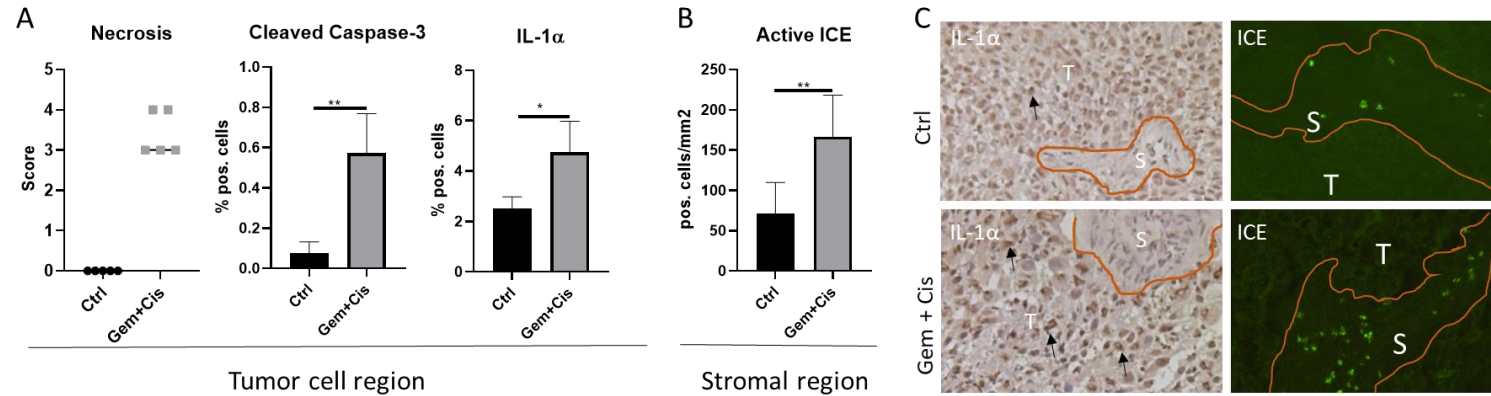 A
Necrosis
Score
5
4
3
2
1
0
Ctrl
Gem+Cis
Cleaved Caspase-3
% pos. cells
1.0
0.8
0.6
0.4
0.2
0.0
**
Ctrl
Gem+Cis
IL-1α
% pos. cells
8
6
4
2
0
*
Ctrl
Gem+Cis
Tumor cell region
B
Active ICE
pos. cells/mm2
250
200
150
100
50
0
**
Ctrl
Gem+Cis
Stromal region
C
Ctrl
IL-1α
T
S
ICE
S
T
Gem + Cis
IL-1α
S
T
ICE
T
S